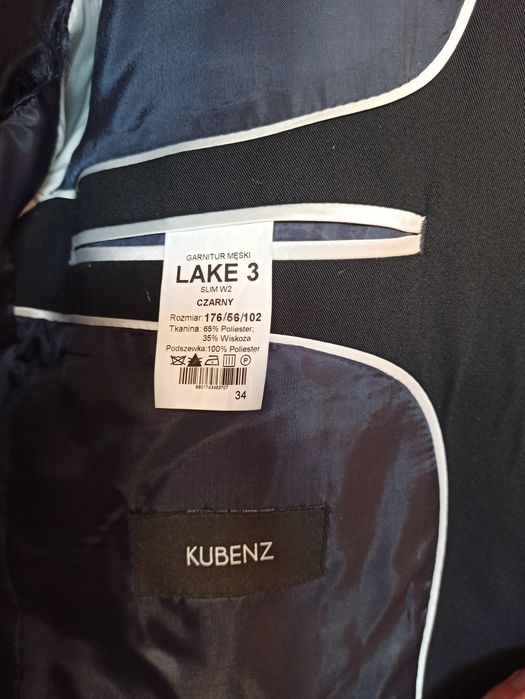 GARNITUR MĘSKI
LAKE 3
SLIM W2
CZARNY
Rozmiar: 176/56/102
Tkanina: 65% Poliester;
35% Wiskoza
Podszewka:100% Poliester
P
5901743493707
34
KUBENZ